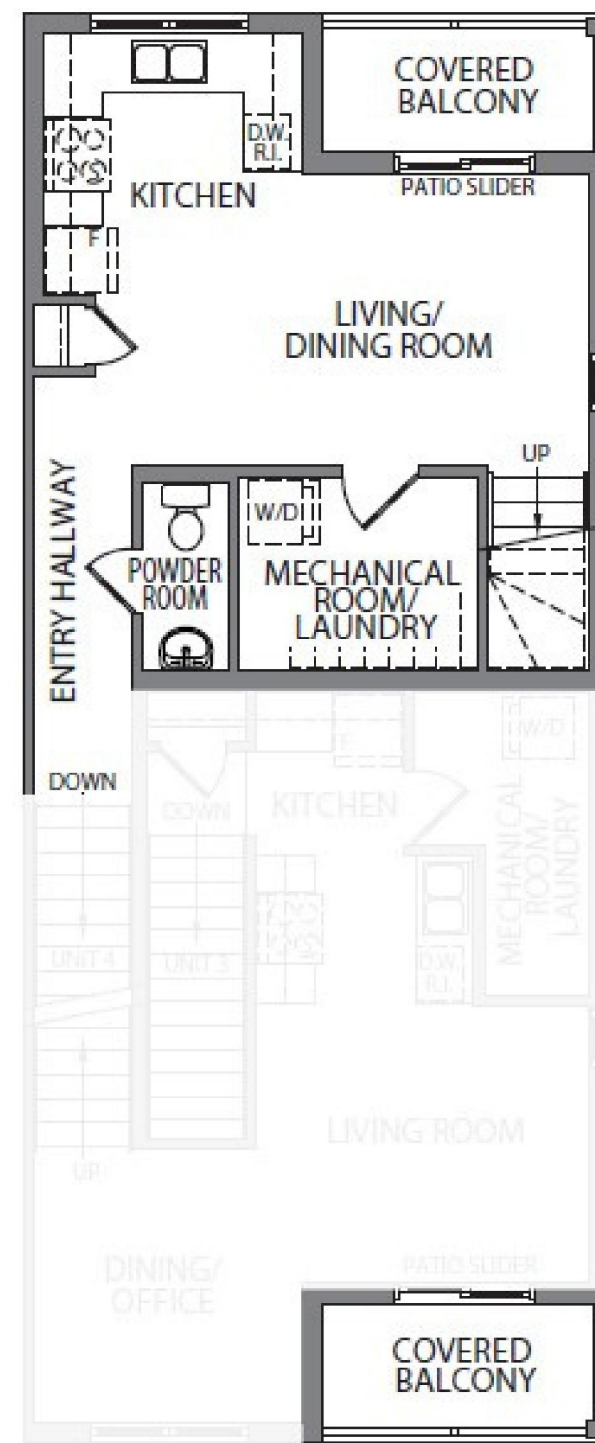 COVERED
BALCONY
D.W.
R.I.
KITCHEN
PATIO SLIDER
F
LIVING/
DINING ROOM
UP
ENTRY HALLWAY
W/D
POWDER
ROOM
MECHANICAL
ROOM/
LAUNDRY
DOWN
DOWN
F
KITCHEN
W/D
MECHANICAL
ROOM/
LAUNDRY
UNIT 4
UNIT 3
D.W.
R.I.
LIVING ROOM
UP
DINING/
OFFICE
PATIO SLIDER
COVERED
BALCONY